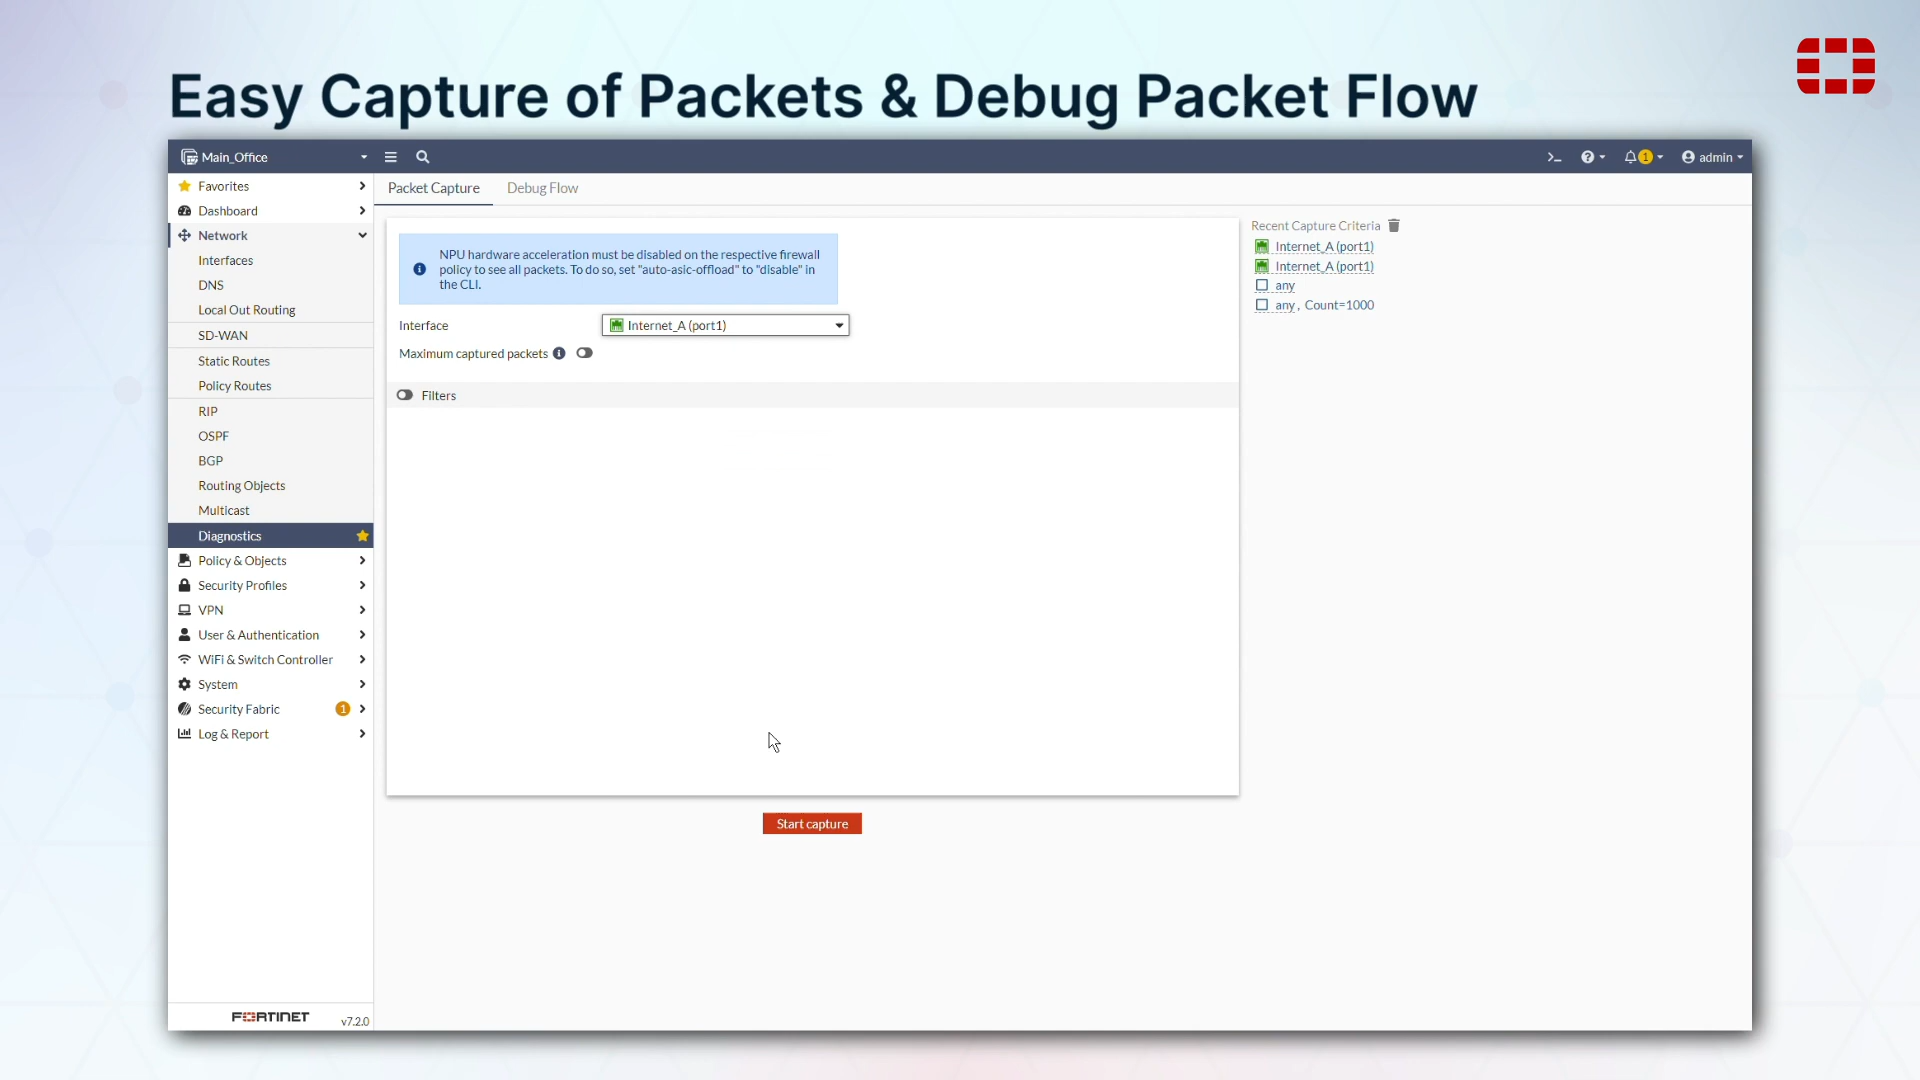 Easy Capture of Packets & Debug Packet Flow
Main_Office
1
admin
Favorites
Dashboard
Network
Interfaces
DNS
Local Out Routing
SD-WAN
Static Routes
Policy Routes
RIP
OSPF
BGP
Routing Objects
Multicast
Diagnostics
Policy & Objects
Security Profiles
VPN
User & Authentication
WiFi & Switch Controller
System
Security Fabric 1
Log & Report
FORTINET v7.2.0
Packet Capture Debug Flow
NPU hardware acceleration must be disabled on the respective firewall
policy to see all packets. To do so, set "auto-asic-offload" to "disable" in
the CLI.
Interface Internet_A (port1)
Maximum captured packets
Filters
Start capture
Recent Capture Criteria
Internet_A (port1)
Internet_A (port1)
any
any, Count=1000